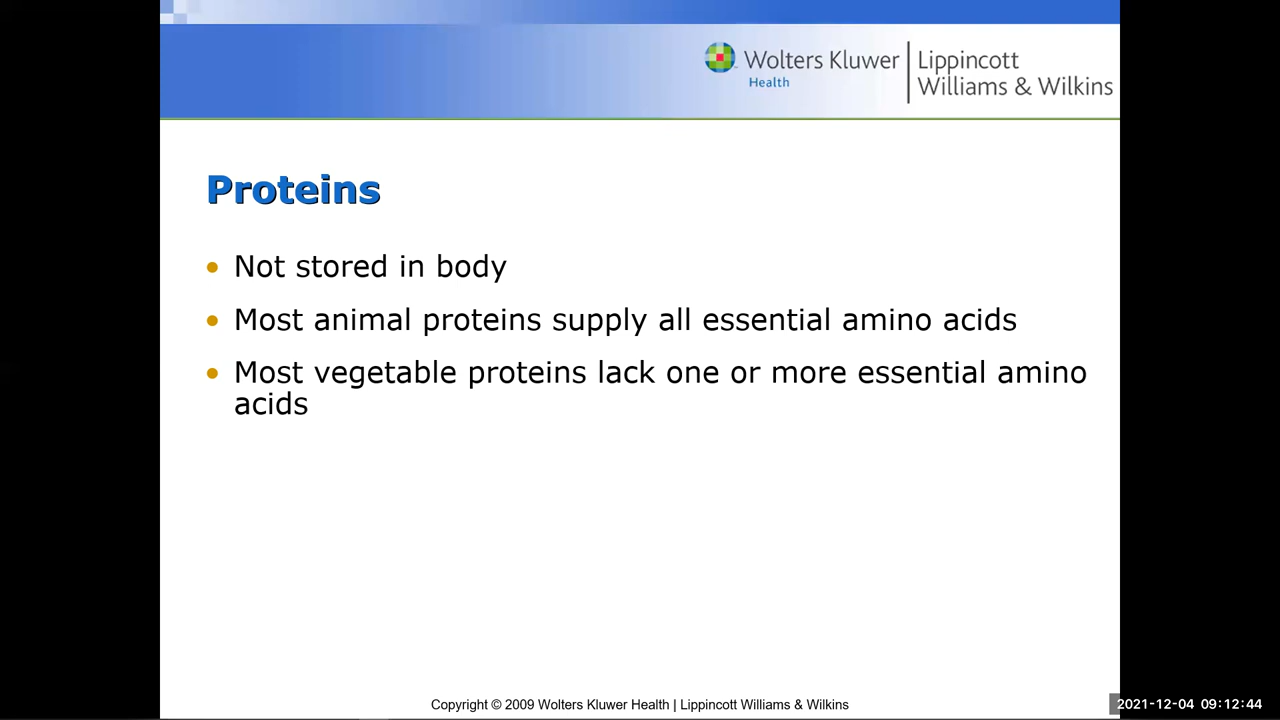 Wolters Kluwer
Health
Lippincott
Williams & Wilkins
Proteins
• Not stored in body
• Most animal proteins supply all essential amino acids
• Most vegetable proteins lack one or more essential amino
acids
Copyright © 2009 Wolters Kluwer Health | Lippincott Williams & Wilkins
2021-12-04 09:12:44